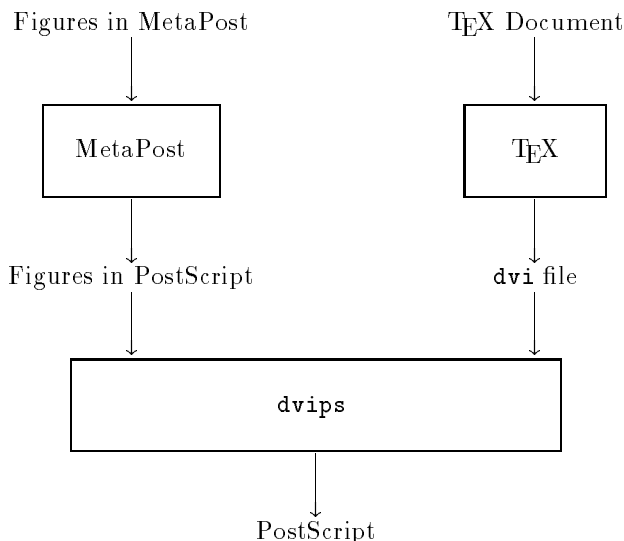 Figures in MetaPost
TEX Document
MetaPost
TEX
Figures in PostScript
dvi file
dvips
PostScript